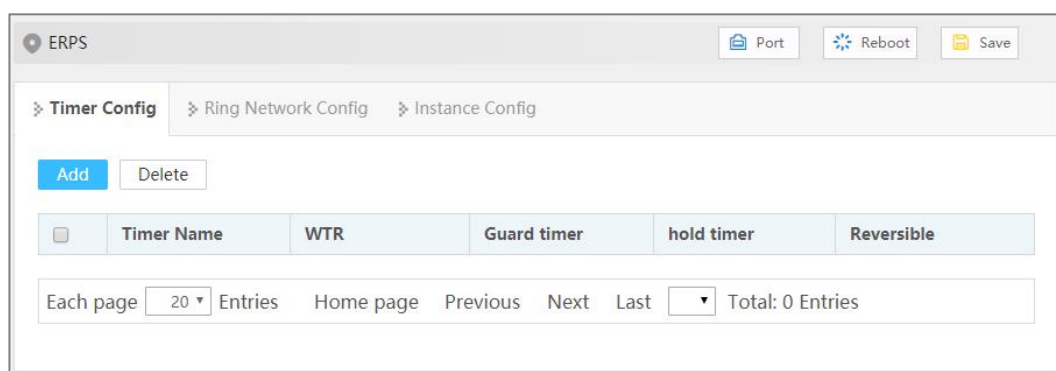 ERPS Port Reboot Save
Timer Config Ring Network Config Instance Config
Add Delete
Timer Name WTR Guard timer hold timer Reversible
Each page 20 Entries Home page Previous Next Last Total: 0 Entries